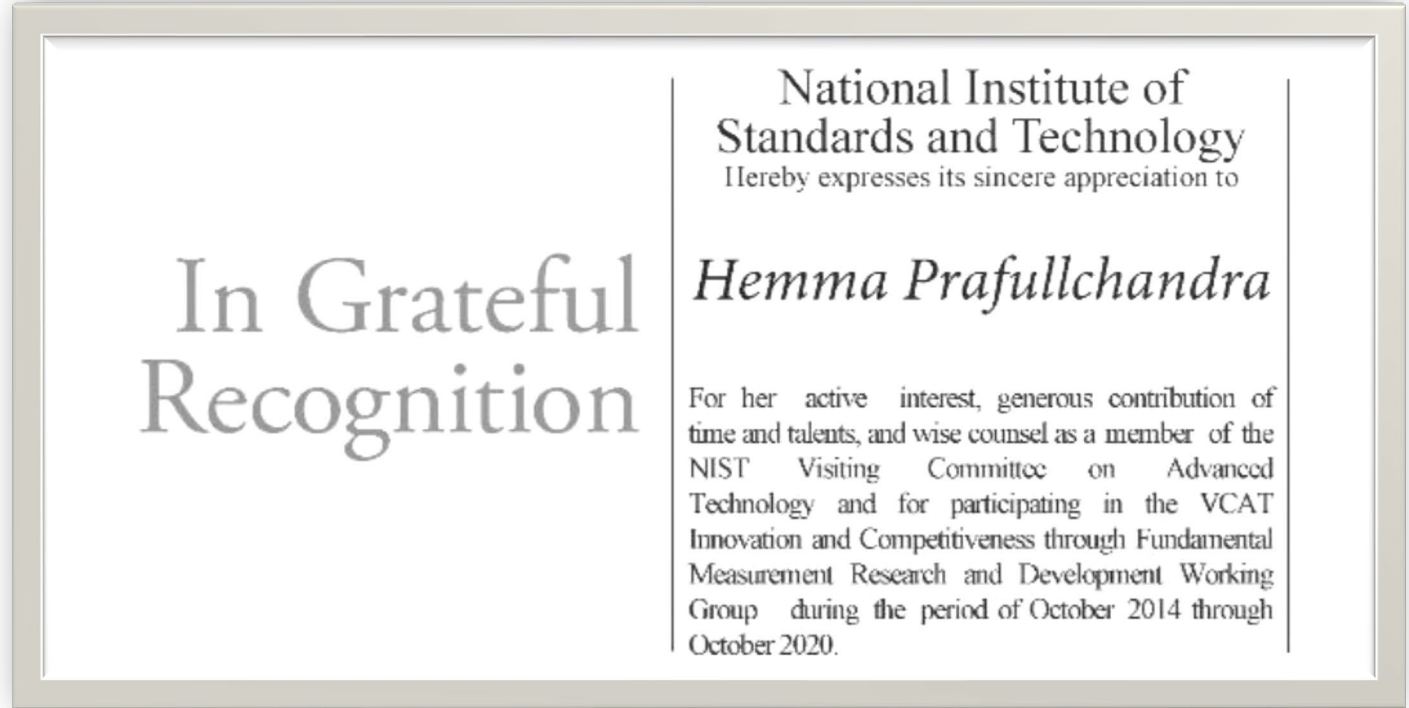 In Grateful
Recognition
National Institute of
Standards and Technology
Hereby expresses its sincere appreciation to
Hemma Prafullchandra
For her active interest, generous contribution of
time and talents, and wise counsel as a member of the
NIST Visiting Committee on Advanced
Technology and for participating in the VCAT
Innovation and Competitiveness through Fundamental
Measurement Research and Development Working
Group during the period of October 2014 through
October 2020.